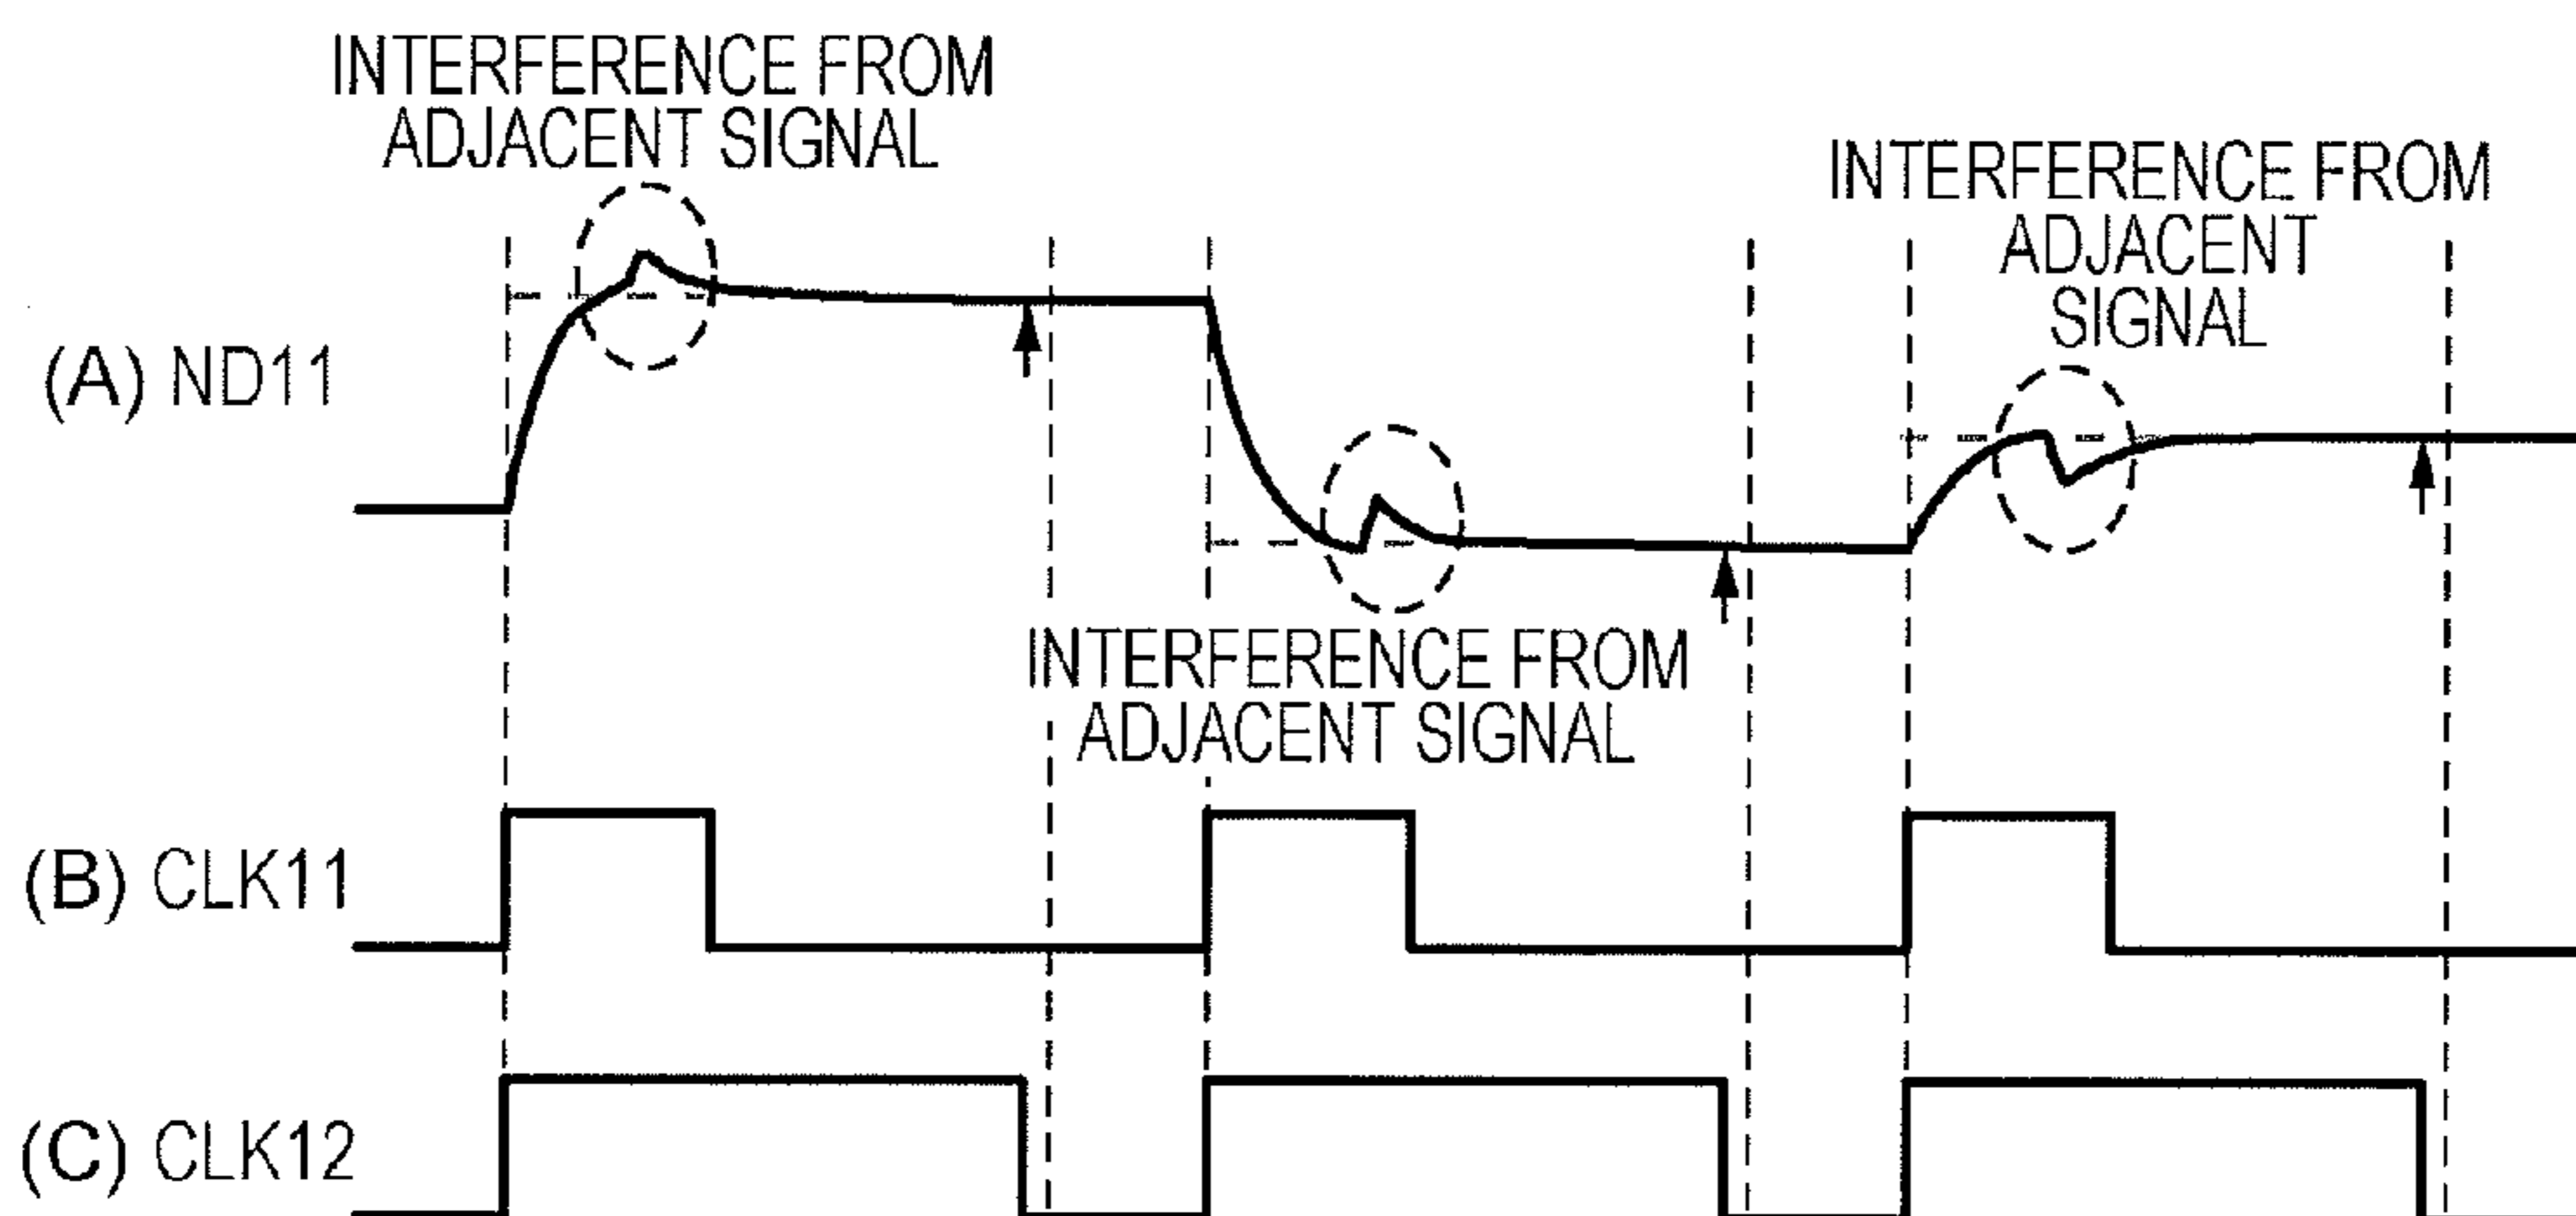 INTERFERENCE FROM
ADJACENT SIGNAL
INTERFERENCE FROM
ADJACENT
SIGNAL
(A) ND11
INTERFERENCE FROM
ADJACENT SIGNAL
(B) CLK11
(C) CLK12